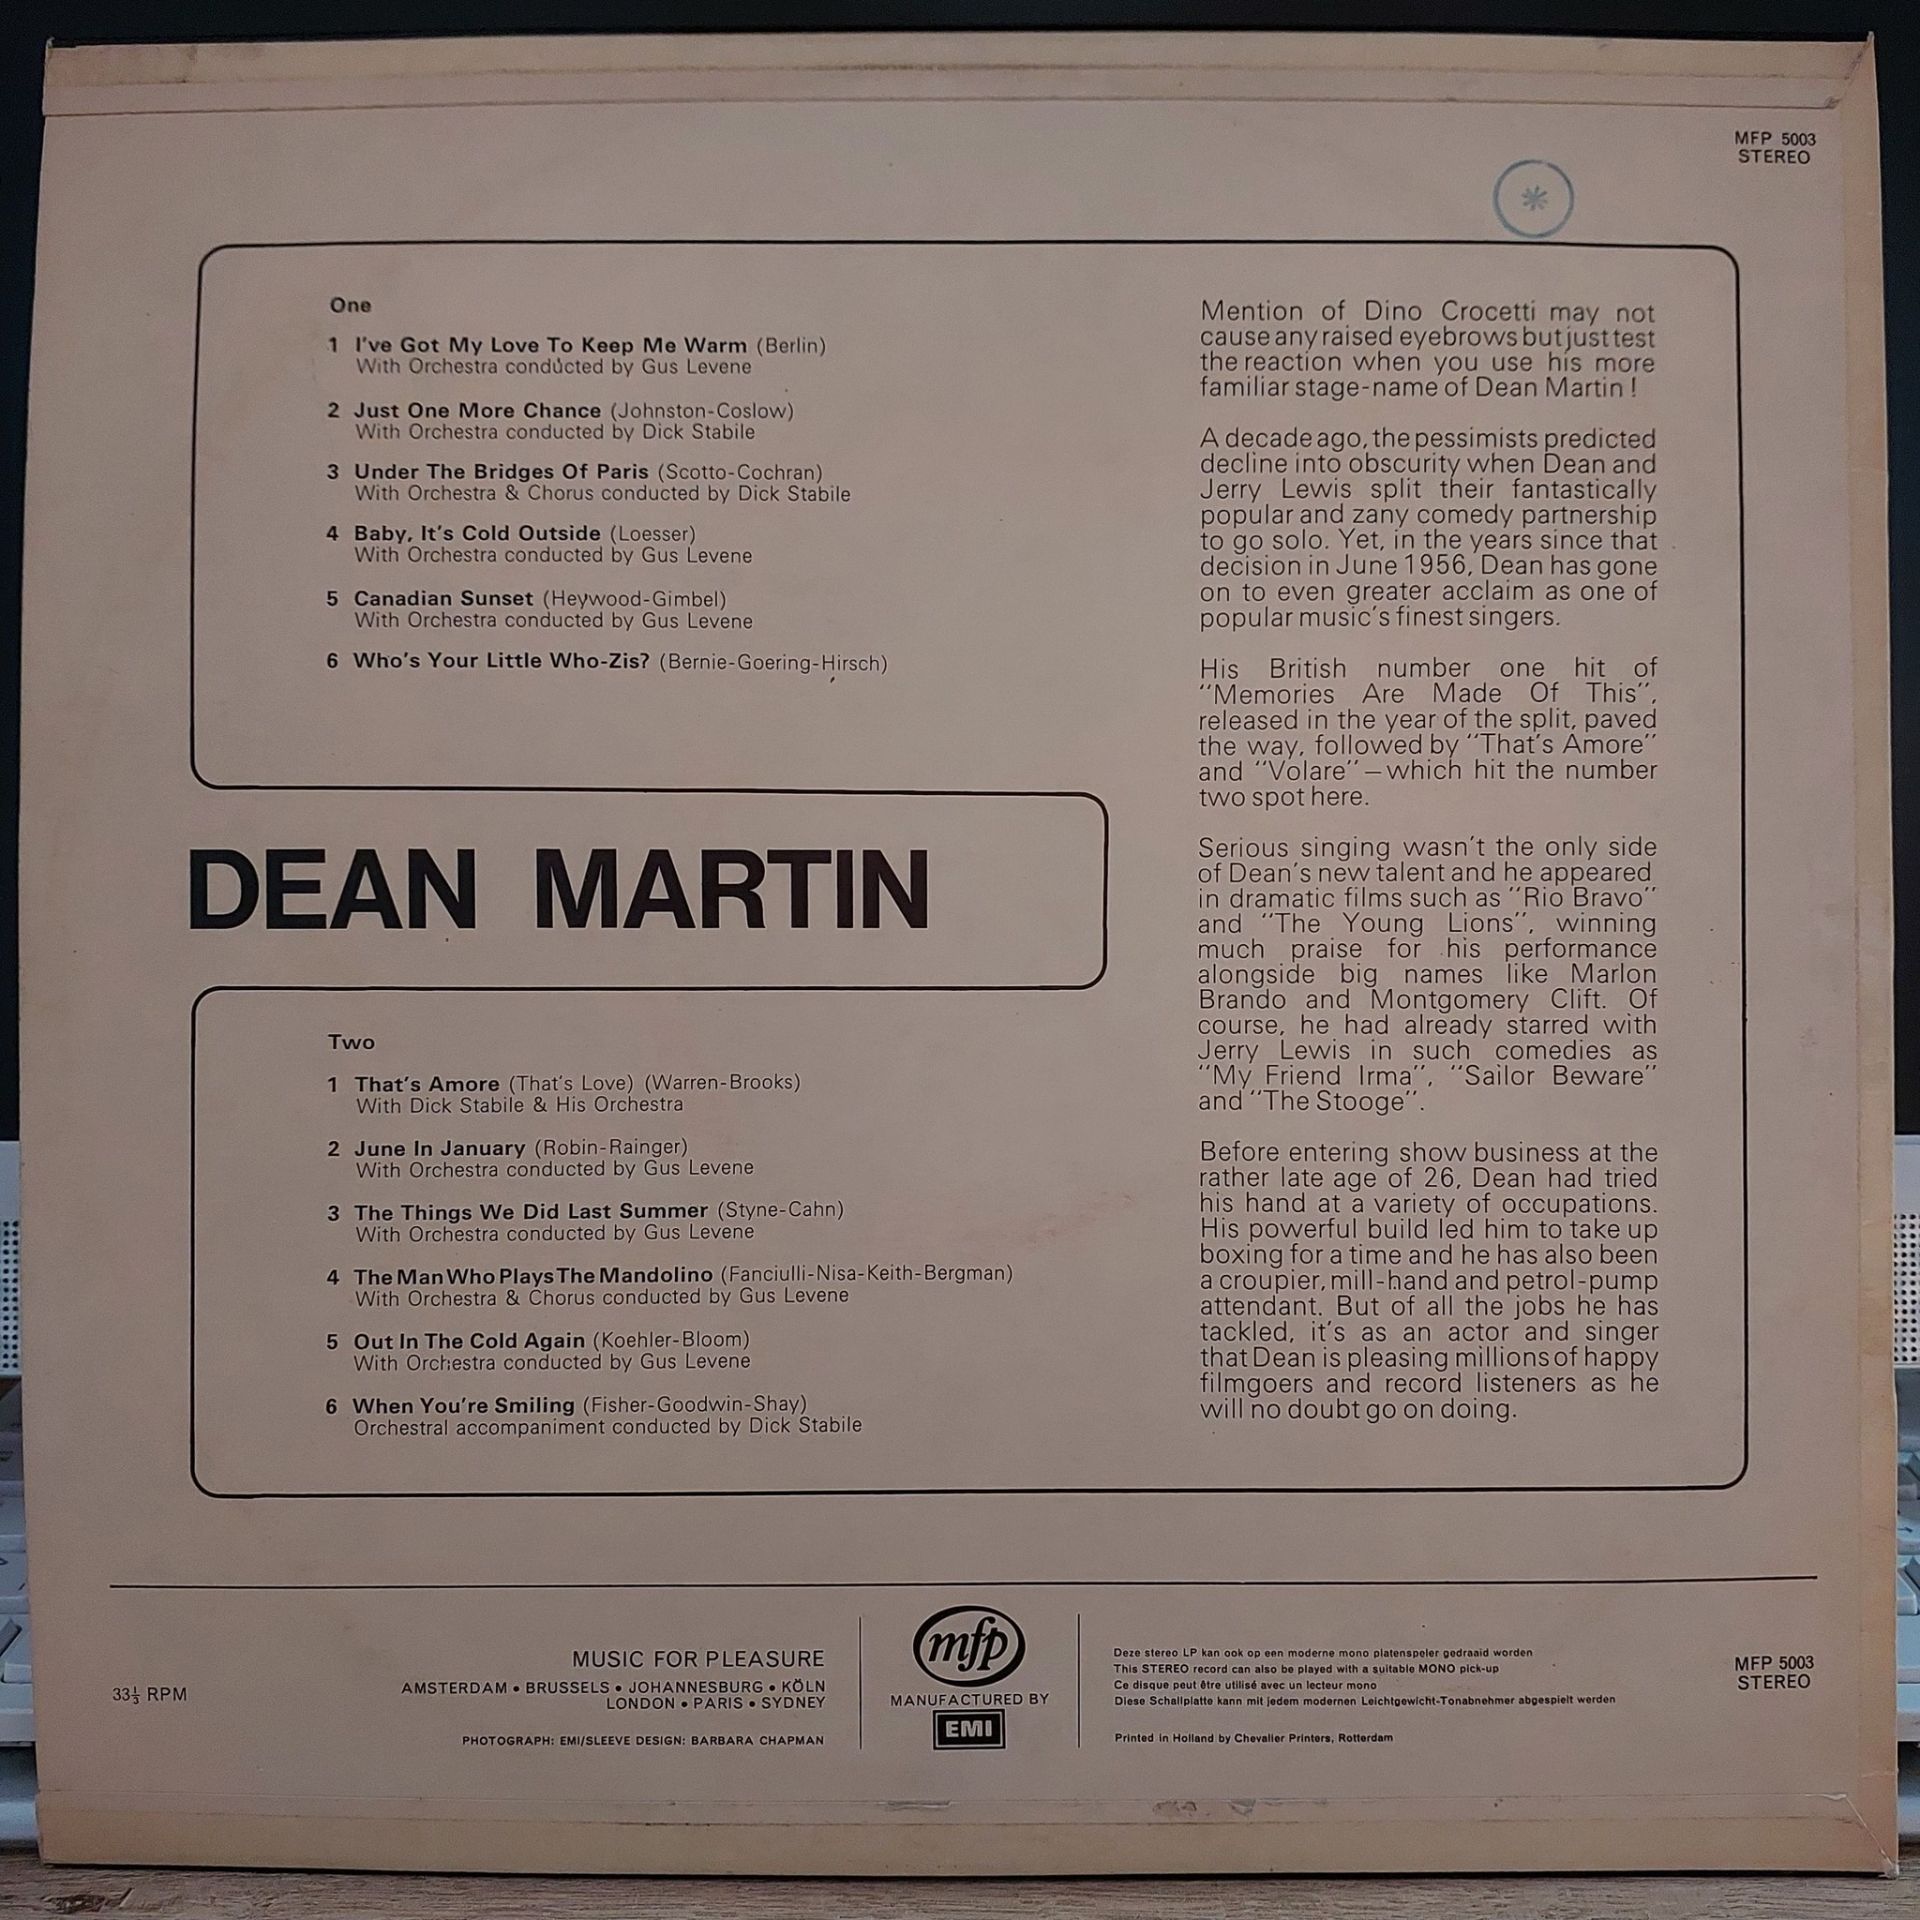 MFP 5003
STEREO
One
1 I've Got My Love To Keep Me Warm (Berlin)
With Orchestra conducted by Gus Levene
2 Just One More Chance (Johnston-Coslow)
With Orchestra conducted by Dick Stabile
3 Under The Bridges Of Paris (Scotto-Cochran)
With Orchestra & Chorus conducted by Dick Stabile
4 Baby, It's Cold Outside (Loesser)
With Orchestra conducted by Gus Levene
5 Canadian Sunset (Heywood-Gimbel)
With Orchestra conducted by Gus Levene
6 Who's Your Little Who-Zis? (Bernie-Goering-Hirsch)
DEAN MARTIN
Two
1 That's Amore (That's Love) (Warren-Brooks)
With Dick Stabile & His Orchestra
2 June In January (Robin-Rainger)
With Orchestra conducted by Gus Levene
3 The Things We Did Last Summer (Styne-Cahn)
With Orchestra conducted by Gus Levene
4 The Man Who Plays The Mandolino (Fanciulli-Nisa-Keith-Bergman)
With Orchestra & Chorus conducted by Gus Levene
5 Out In The Cold Again (Koehler-Bloom)
With Orchestra conducted by Gus Levene
6 When You're Smiling (Fisher-Goodwin-Shay)
Orchestral accompaniment conducted by Dick Stabile
Mention of Dino Crocetti may not
cause any raised eyebrows but just test
the reaction when you use his more
familiar stage-name of Dean Martin !
A decade ago, the pessimists predicted
decline into obscurity when Dean and
Jerry Lewis split their fantastically
popular and zany comedy partnership
to go solo. Yet, in the years since that
decision in June 1956, Dean has gone
on to even greater acclaim as one of
popular music's finest singers.
His British number one hit of
"Memories Are Made Of This",
released in the year of the split, paved
the way, followed by "That's Amore"
and "Volare" – which hit the number
two spot here.
Serious singing wasn't the only side
of Dean's new talent and he appeared
in dramatic films such as "Rio Bravo"
and "The Young Lions", winning
much praise for his performance
alongside big names like Marlon
Brando and Montgomery Clift. Of
course, he had already starred with
Jerry Lewis in such comedies as
"My Friend Irma", "Sailor Beware"
and "The Stooge".
Before entering show business at the
rather late age of 26, Dean had tried
his hand at a variety of occupations.
His powerful build led him to take up
boxing for a time and he has also been
a croupier, mill-hand and petrol-pump
attendant. But of all the jobs he has
tackled, it's as an actor and singer
that Dean is pleasing millions of happy
filmgoers and record listeners as he
will no doubt go on doing.
33⅓ RPM
MUSIC FOR PLEASURE
AMSTERDAM • BRUSSELS • JOHANNESBURG • KÖLN
LONDON • PARIS • SYDNEY
PHOTOGRAPH: EMI/SLEEVE DESIGN: BARBARA CHAPMAN
mfp
MANUFACTURED BY
EMI
Deze stereo LP kan ook op een moderne mono platenspeler gedraaid worden
This STEREO record can also be played with a suitable MONO pick-up
Ce disque peut être utilisé avec un lecteur mono
Diese Schallplatte kann mit jedem modernen Leichtgewicht-Tonabnehmer abgespielt werden
Printed in Holland by Chevalier Printers, Rotterdam
MFP 5003
STEREO